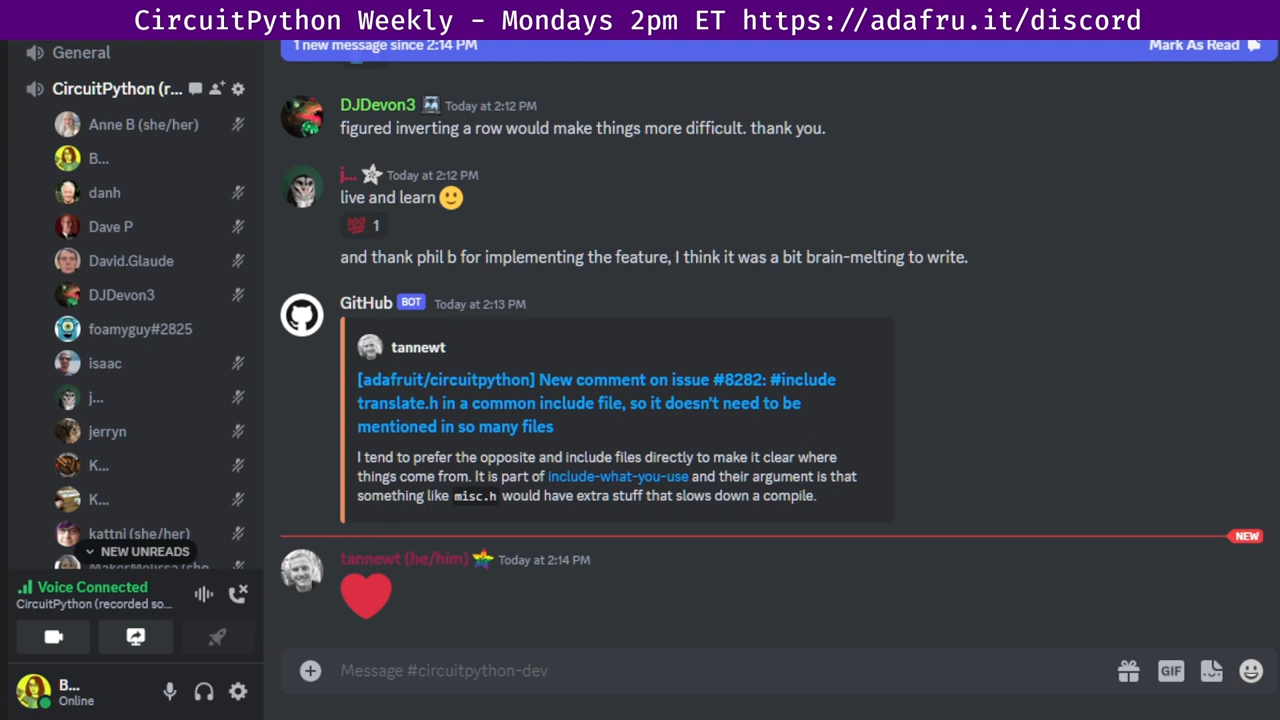 CircuitPython Weekly - Mondays 2pm ET https://adafru.it/discord
General
CircuitPython (r...
Anne B (she/her)
B...
danh
Dave P
David.Glaude
DJDevon3
foamyguy#2825
isaac
j...
jerryn
K...
K...
kattni (she/her)
NEW UNREADS
MakerMelissa (she
Voice Connected
CircuitPython (recorded so...
B...
Online
1 new message since 2:14 PM
Mark As Read
DJDevon3 Today at 2:12 PM
figured inverting a row would make things more difficult. thank you.
j... Today at 2:12 PM
live and learn
💯 1
and thank phil b for implementing the feature, I think it was a bit brain-melting to write.
GitHub BOT Today at 2:13 PM
tannewt
[adafruit/circuitpython] New comment on issue #8282: #include
translate.h in a common include file, so it doesn't need to be
mentioned in so many files
I tend to prefer the opposite and include files directly to make it clear where
things come from. It is part of include-what-you-use and their argument is that
something like misc.h would have extra stuff that slows down a compile.
NEW
tannewt (he/him) Today at 2:14 PM
Message #circuitpython-dev
GIF